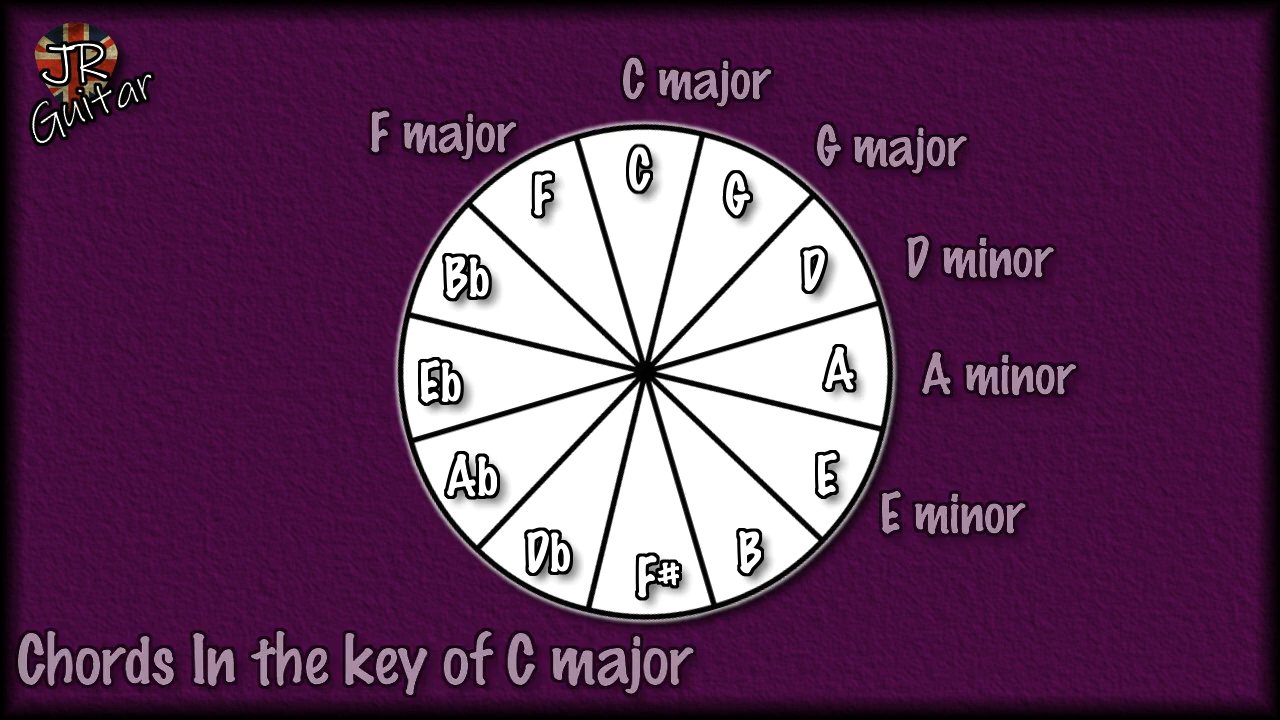 JR
Guitar
C major
F major
G major
D minor
A minor
E minor
C
G
D
A
E
B
F#
Db
Ab
Eb
Bb
F
Chords In the key of C major